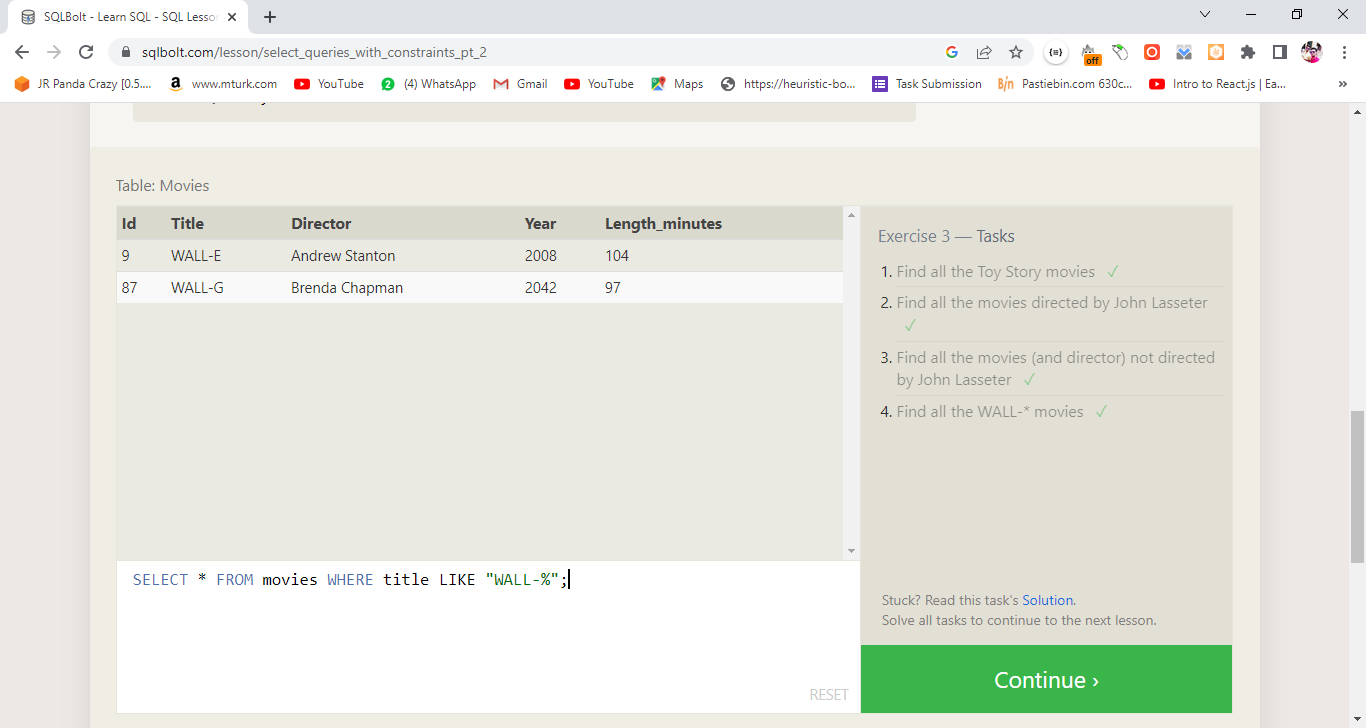 SQLBolt - Learn SQL - SQL Lesso
sqlbolt.com/lesson/select_queries_with_constraints_pt_2
off
JR Panda Crazy [0.5....
www.mturk.com
YouTube
2 (4) WhatsApp
Gmail
YouTube
Maps
https://heuristic-bo...
Task Submission
B/n Pastiebin.com 630c...
Intro to React.js | Ea...
Table: Movies
Id Title Director Year Length_minutes
9 WALL-E Andrew Stanton 2008 104
87 WALL-G Brenda Chapman 2042 97
SELECT * FROM movies WHERE title LIKE "WALL-%";
RESET
Exercise 3 — Tasks
1. Find all the Toy Story movies ✓
2. Find all the movies directed by John Lasseter
✓
3. Find all the movies (and director) not directed
by John Lasseter ✓
4. Find all the WALL-* movies ✓
Stuck? Read this task's Solution.
Solve all tasks to continue to the next lesson.
Continue ›